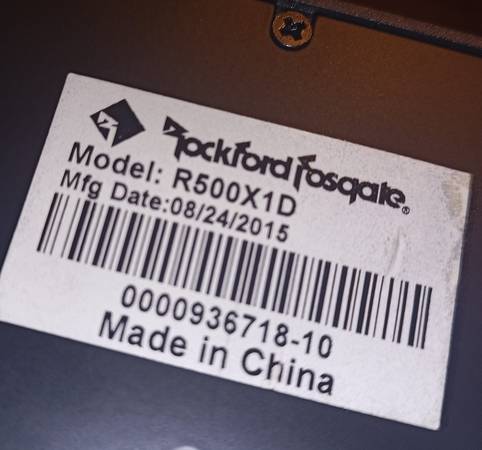 Rockford Fosgate®
Model: R500X1D
Mfg Date:08/24/2015
0000936718-10
Made in China